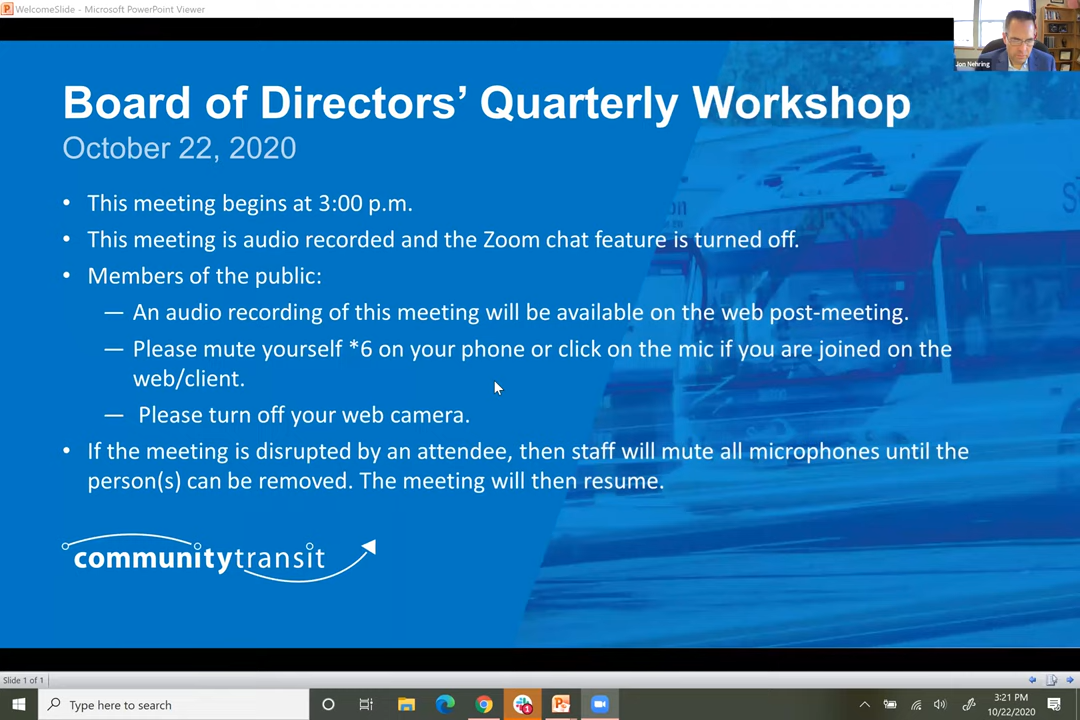 WelcomeSlide - Microsoft PowerPoint Viewer
Jon Nehring
Board of Directors' Quarterly Workshop
October 22, 2020
• This meeting begins at 3:00 p.m.
• This meeting is audio recorded and the Zoom chat feature is turned off.
• Members of the public:
— An audio recording of this meeting will be available on the web post-meeting.
— Please mute yourself *6 on your phone or click on the mic if you are joined on the
web/client.
— Please turn off your web camera.
• If the meeting is disrupted by an attendee, then staff will mute all microphones until the
person(s) can be removed. The meeting will then resume.
communitytransit
Slide 1 of 1
Type here to search
1
3:21 PM
10/22/2020